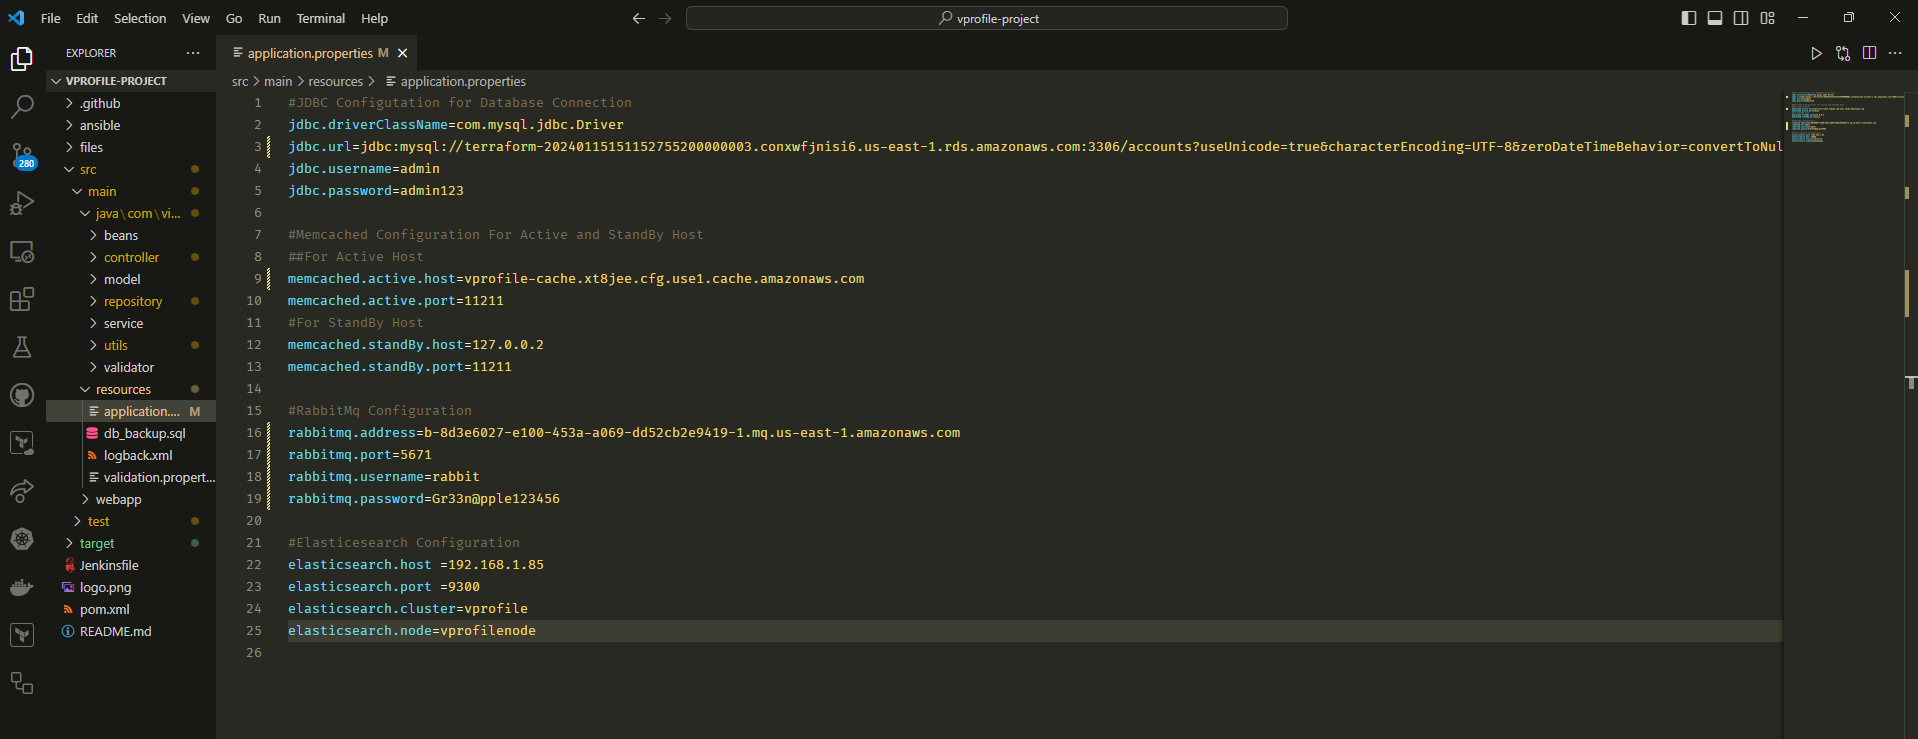 File Edit Selection View Go Run Terminal Help
vprofile-project
EXPLORER
application.properties M
VPROFILE-PROJECT
.github
ansible
files
280
src
main
java\com\vi...
beans
controller
model
repository
service
utils
validator
resources
application.... M
db_backup.sql
logback.xml
validation.propert...
webapp
test
target
Jenkinsfile
logo.png
pom.xml
README.md
src > main > resources > application.properties
1 #JDBC Configutation for Database Connection
2 jdbc.driverClassName=com.mysql.jdbc.Driver
3 jdbc.url=jdbc:mysql://terraform-20240115151152755200000003.conxwfjnisi6.us-east-1.rds.amazonaws.com:3306/accounts?useUnicode=true&characterEncoding=UTF-8&zeroDateTimeBehavior=convertToNul
4 jdbc.username=admin
5 jdbc.password=admin123
6
7 #Memcached Configuration For Active and StandBy Host
8 ##For Active Host
9 memcached.active.host=vprofile-cache.xt8jee.cfg.use1.cache.amazonaws.com
10 memcached.active.port=11211
11 #For StandBy Host
12 memcached.standBy.host=127.0.0.2
13 memcached.standBy.port=11211
14
15 #RabbitMq Configuration
16 rabbitmq.address=b-8d3e6027-e100-453a-a069-dd52cb2e9419-1.mq.us-east-1.amazonaws.com
17 rabbitmq.port=5671
18 rabbitmq.username=rabbit
19 rabbitmq.password=Gr33n@pple123456
20
21 #Elasticesearch Configuration
22 elasticsearch.host =192.168.1.85
23 elasticsearch.port =9300
24 elasticsearch.cluster=vprofile
25 elasticsearch.node=vprofilenode
26